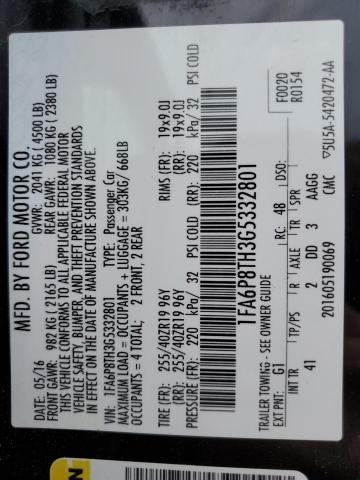 MFD. BY FORD MOTOR CO.
DATE: 05/16 GVWR: 2041 KG ( 4500 LB)
FRONT GAWR: 982 KG ( 2165 LB) REAR GAWR: 1080 KG ( 2380 LB)
THIS VEHICLE CONFORMS TO ALL APPLICABLE FEDERAL MOTOR
VEHICLE SAFETY, BUMPER, AND THEFT PREVENTION STANDARDS
IN EFFECT ON THE DATE OF MANUFACTURE SHOWN ABOVE.
VIN: 1FA6P8TH3G5332801 TYPE: Passenger Car
MAXIMUM LOAD = OCCUPANTS + LUGGAGE = 303KG/ 668LB
OCCUPANTS = 4 TOTAL; 2 FRONT, 2 REAR
TIRE (FR): 255/40ZR19 96Y RIMS (FR): 19x9.0J
(RR): 255/40ZR19 96Y (RR): 19x9.0J
PRESSURE (FR): 220 kPa/ 32 PSI COLD (RR): 220 kPa/ 32 PSI COLD
1FA6P8TH3G5332801
TRAILER TOWING - SEE OWNER GUIDE F0020
EXT PNT: G1 RC: 48 DSO: R0154
INT TR TP/PS R AXLE TR SPR
41 2 DD 3 AAGG
201605190069 CMC 5U5A-5420472-AA